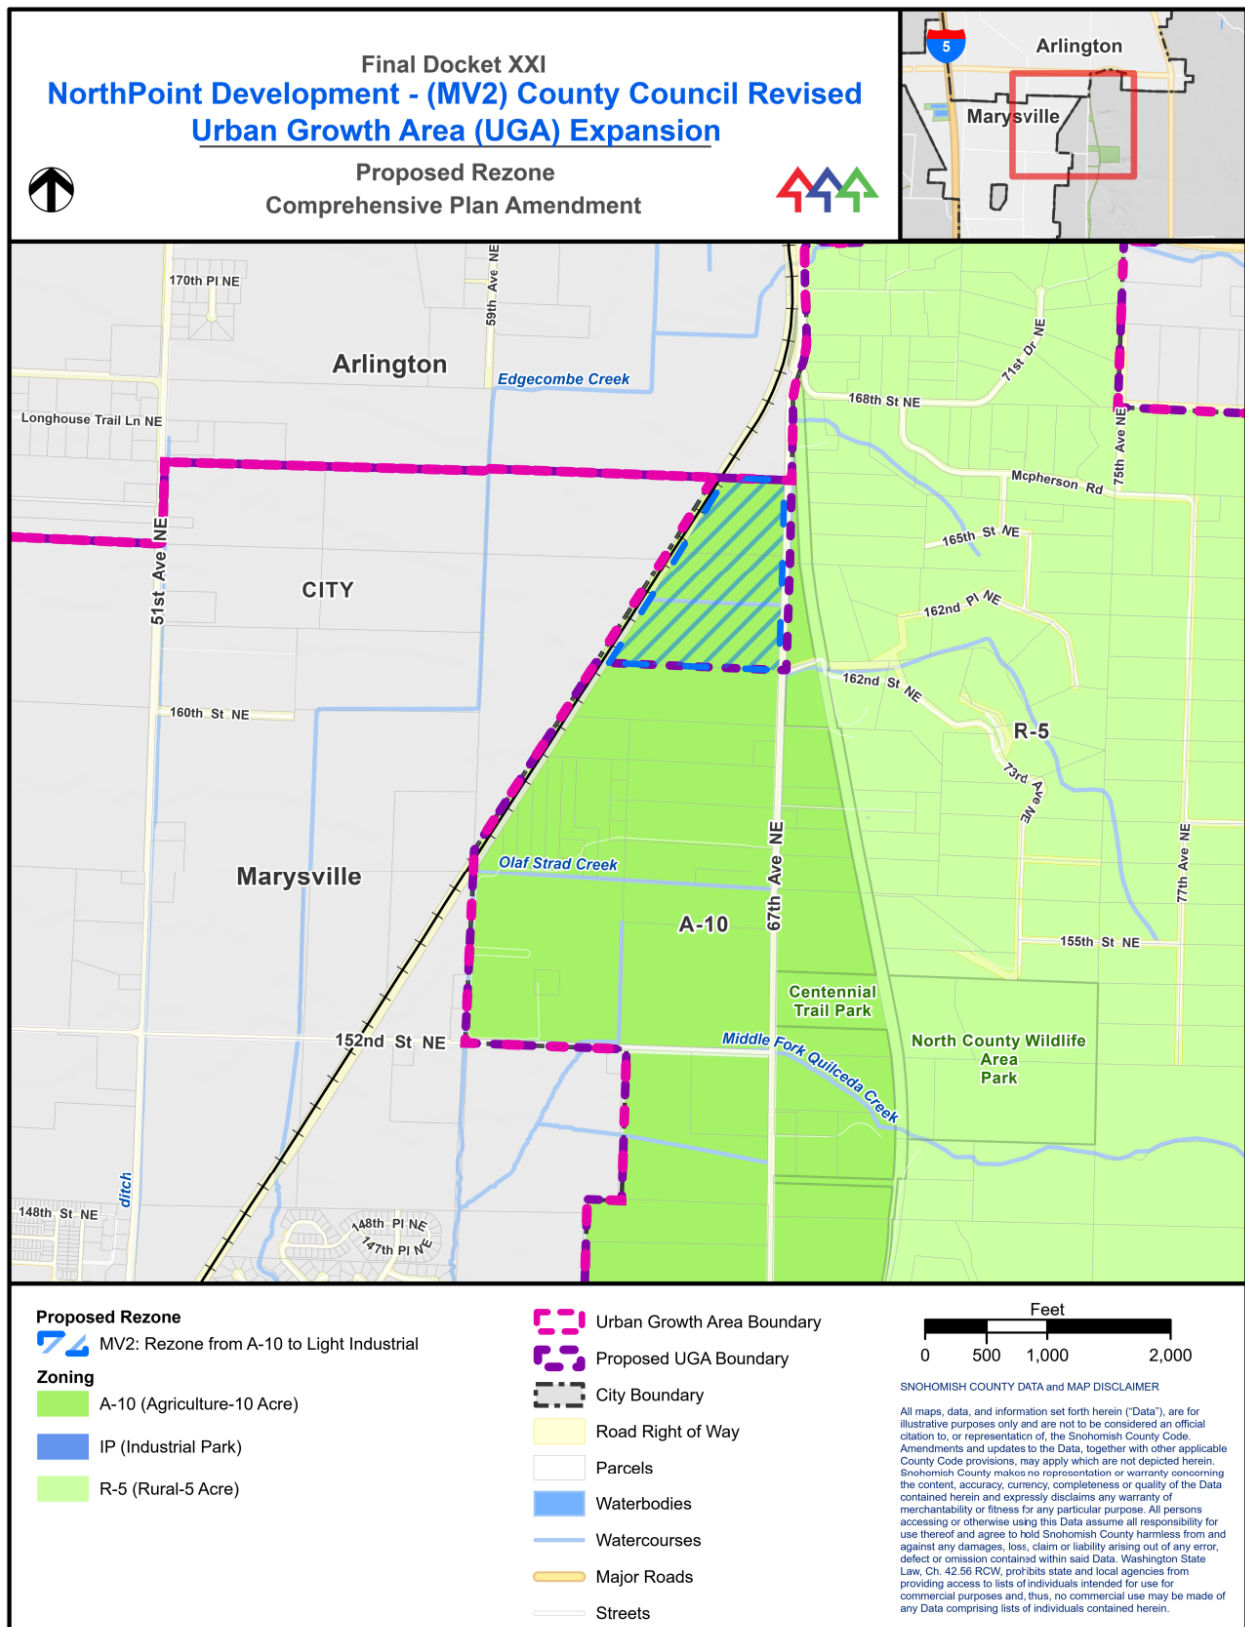 Final Docket XXI
NorthPoint Development - (MV2) County Council Revised
Urban Growth Area (UGA) Expansion
Proposed Rezone
Comprehensive Plan Amendment
5
Arlington
Marysville
170th Pl NE
59th Ave NE
Arlington
Edgecombe Creek
Longhouse Trail Ln NE
51st Ave NE
CITY
160th St NE
Marysville
Olaf Strad Creek
152nd St NE
ditch
148th St NE
148th Pl NE
147th Pl NE
71st Dr NE
168th St NE
75th Ave NE
Mcpherson Rd
165th St NE
162nd Pl NE
162nd St NE
R-5
73rd Ave NE
77th Ave NE
67th Ave NE
A-10
155th St NE
Centennial
Trail Park
Middle Fork Quilceda Creek
North County Wildlife
Area
Park
Proposed Rezone
MV2: Rezone from A-10 to Light Industrial
Zoning
A-10 (Agriculture-10 Acre)
IP (Industrial Park)
R-5 (Rural-5 Acre)
Urban Growth Area Boundary
Proposed UGA Boundary
City Boundary
Road Right of Way
Parcels
Waterbodies
Watercourses
Major Roads
Streets
Feet
0 500 1,000 2,000
SNOHOMISH COUNTY DATA and MAP DISCLAIMER
All maps, data, and information set forth herein ("Data"), are for
illustrative purposes only and are not to be considered an official
citation to, or representation of, the Snohomish County Code.
Amendments and updates to the Data, together with other applicable
County Code provisions, may apply which are not depicted herein.
Snohomish County makes no representation or warranty concerning
the content, accuracy, currency, completeness or quality of the Data
contained herein and expressly disclaims any warranty of
merchantability or fitness for any particular purpose. All persons
accessing or otherwise using this Data assume all responsibility for
use thereof and agree to hold Snohomish County harmless from and
against any damages, loss, claim or liability arising out of any error,
defect or omission contained within said Data. Washington State
Law, Ch. 42.56 RCW, prohibits state and local agencies from
providing access to lists of individuals intended for use for
commercial purposes and, thus, no commercial use may be made of
any Data comprising lists of individuals contained herein.